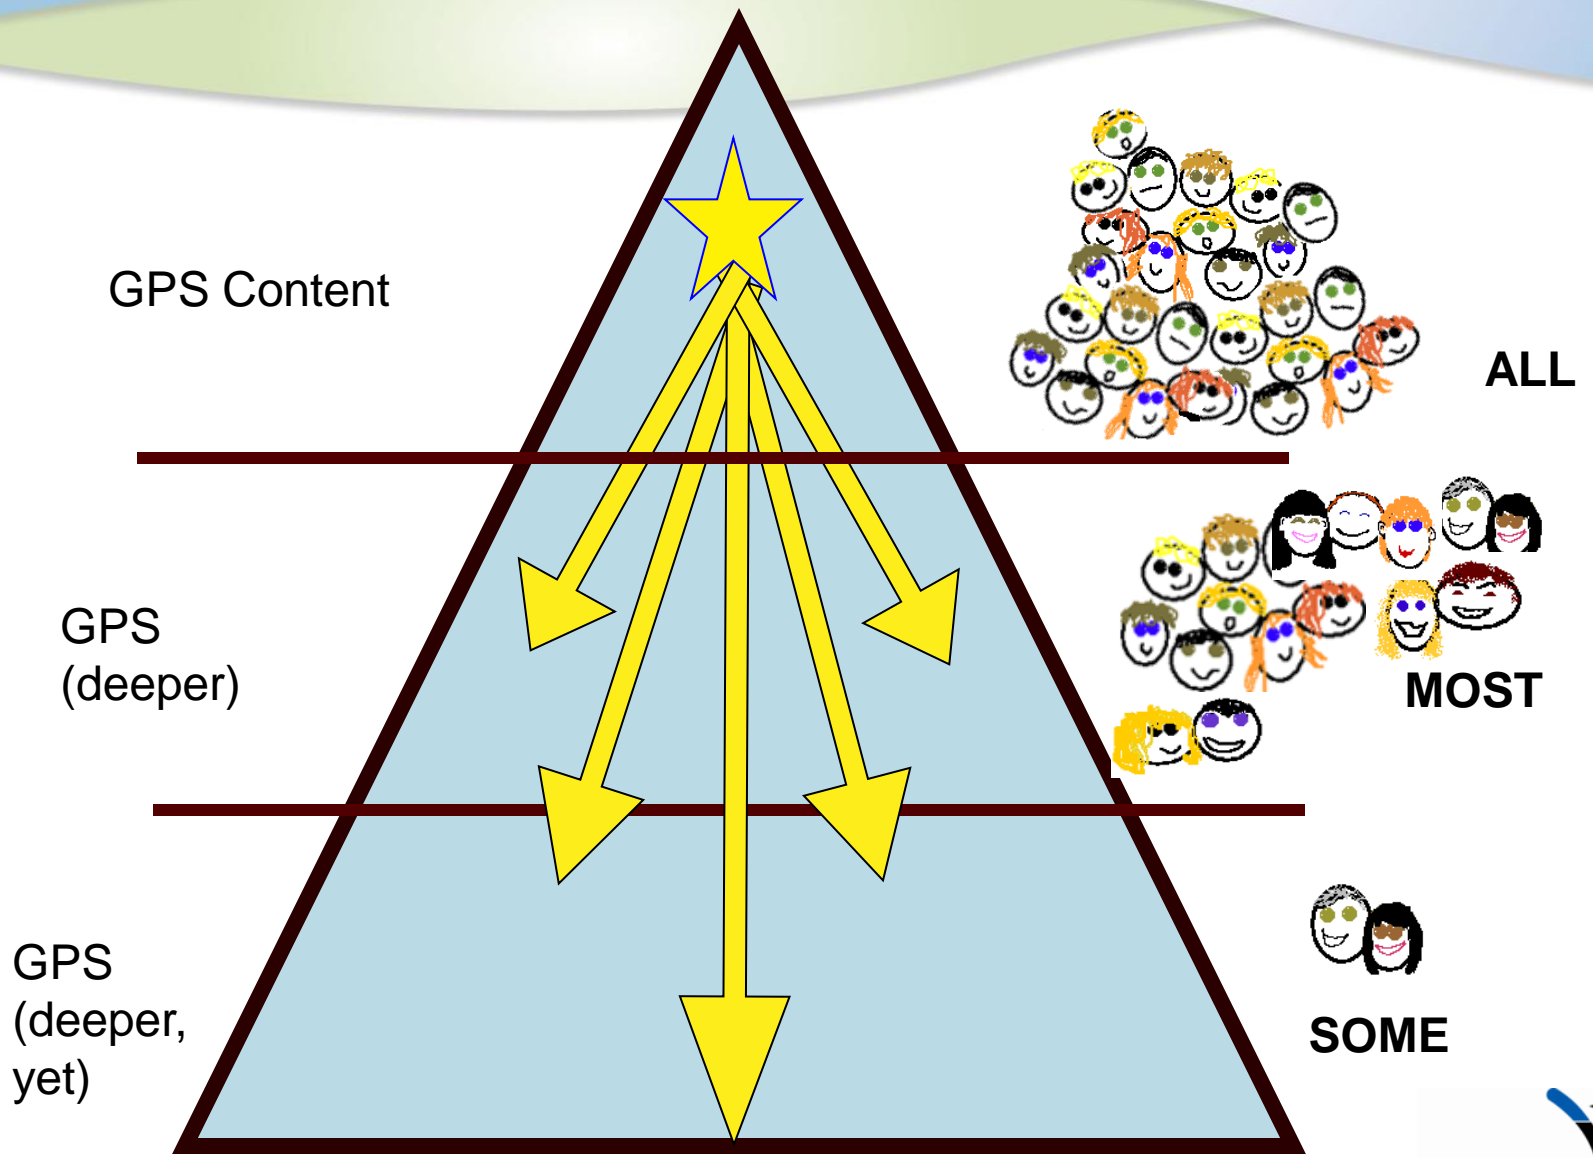 GPS Content
ALL
GPS
(deeper)
MOST
GPS
(deeper,
yet)
SOME